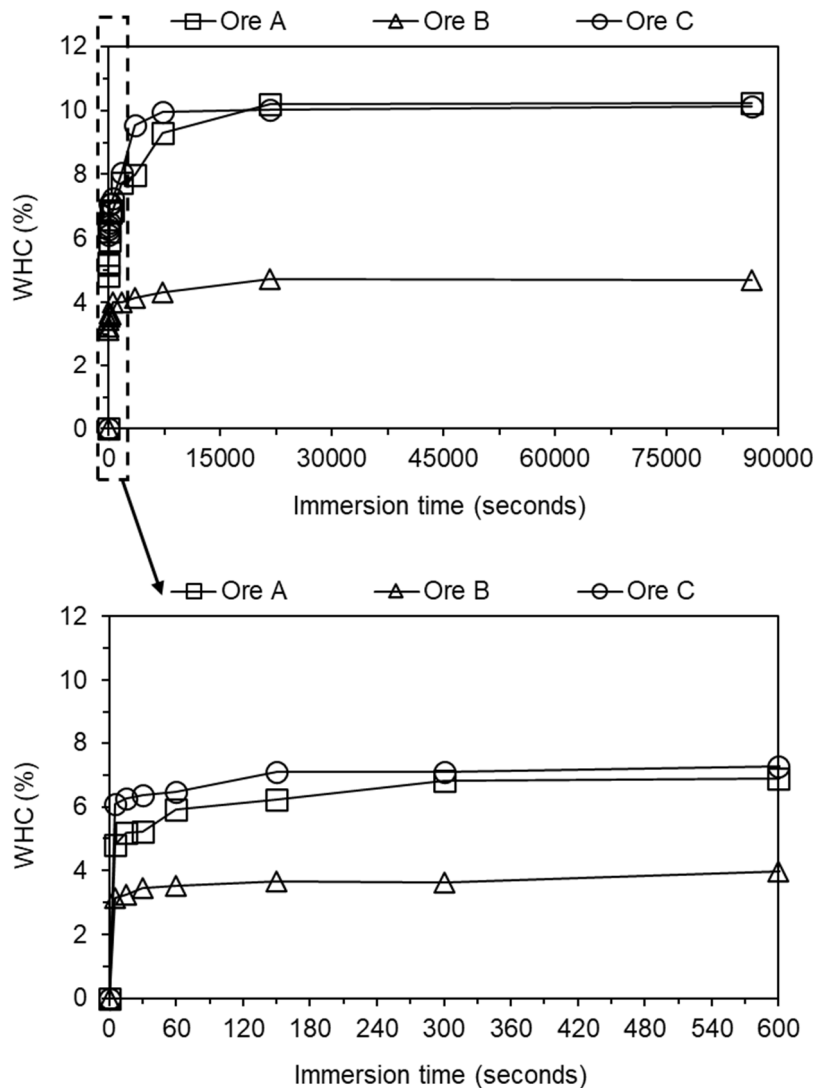 Ore A Ore B Ore C
12
10
8
6
4
2
0
WHC (%)
0 15000 30000 45000 60000 75000 90000
Immersion time (seconds)
Ore A Ore B Ore C
12
10
8
6
4
2
0
WHC (%)
0 60 120 180 240 300 360 420 480 540 600
Immersion time (seconds)